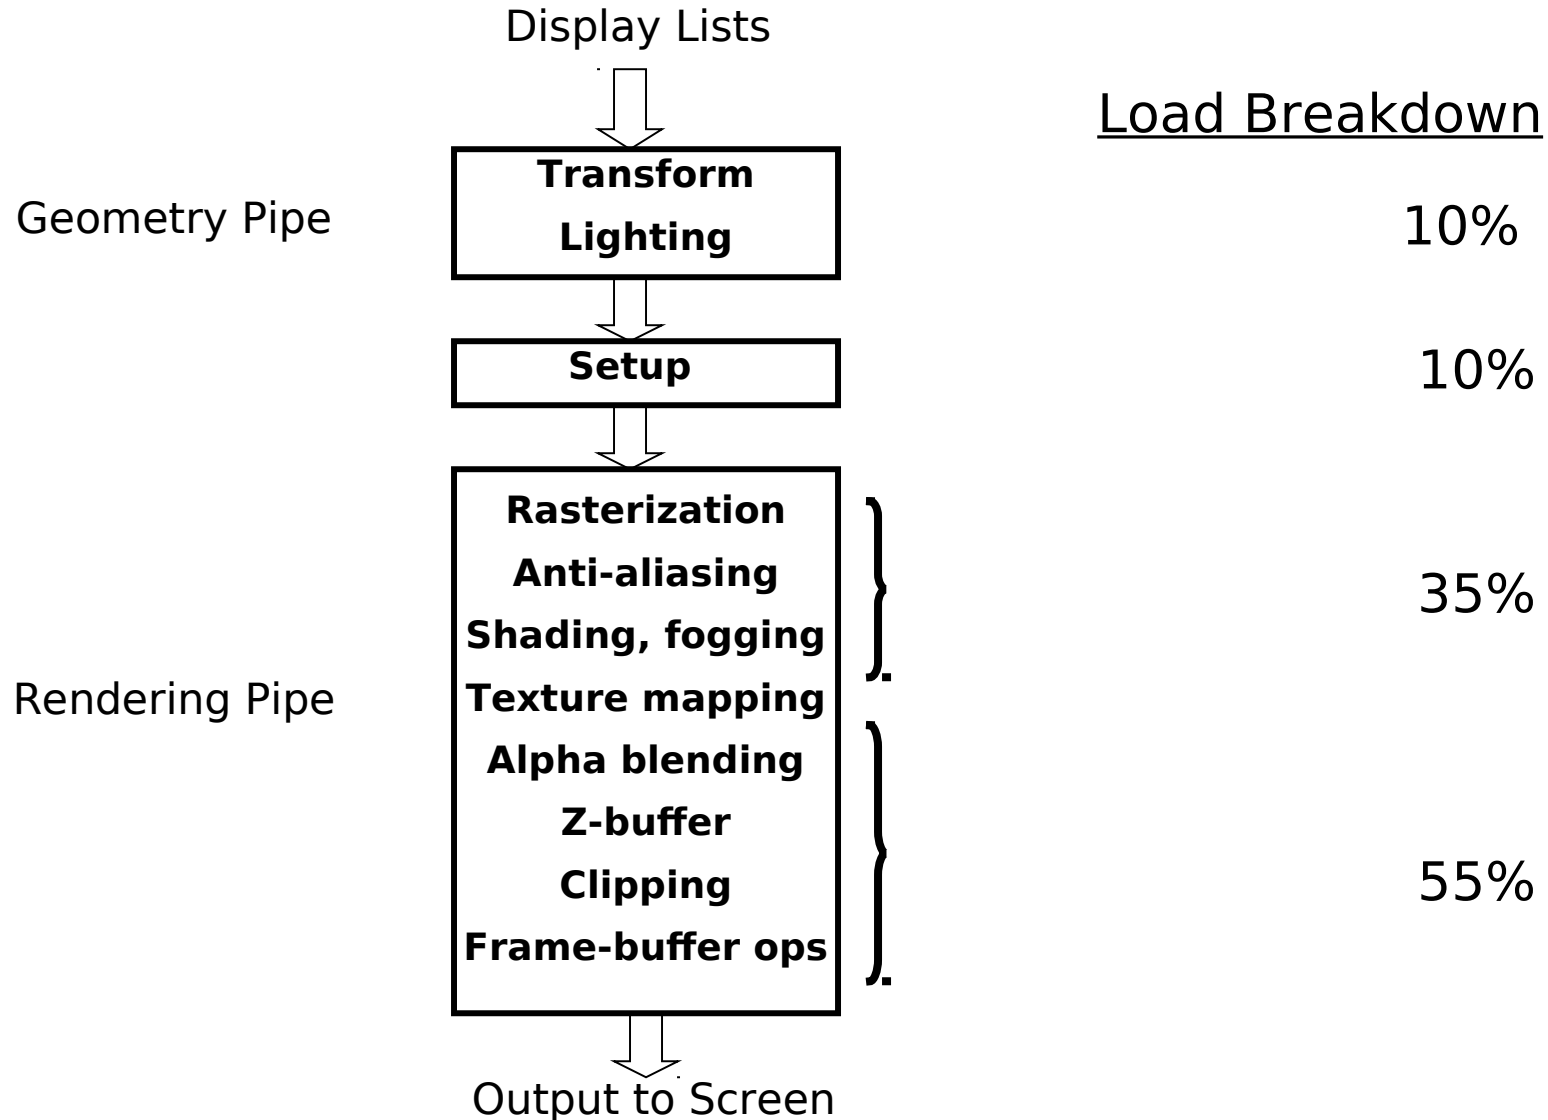 Display Lists
Load Breakdown
Geometry Pipe
Transform
Lighting
10%
Setup
10%
Rendering Pipe
Rasterization
Anti-aliasing
Shading, fogging
Texture mapping
Alpha blending
Z-buffer
Clipping
Frame-buffer ops
35%
55%
Output to Screen